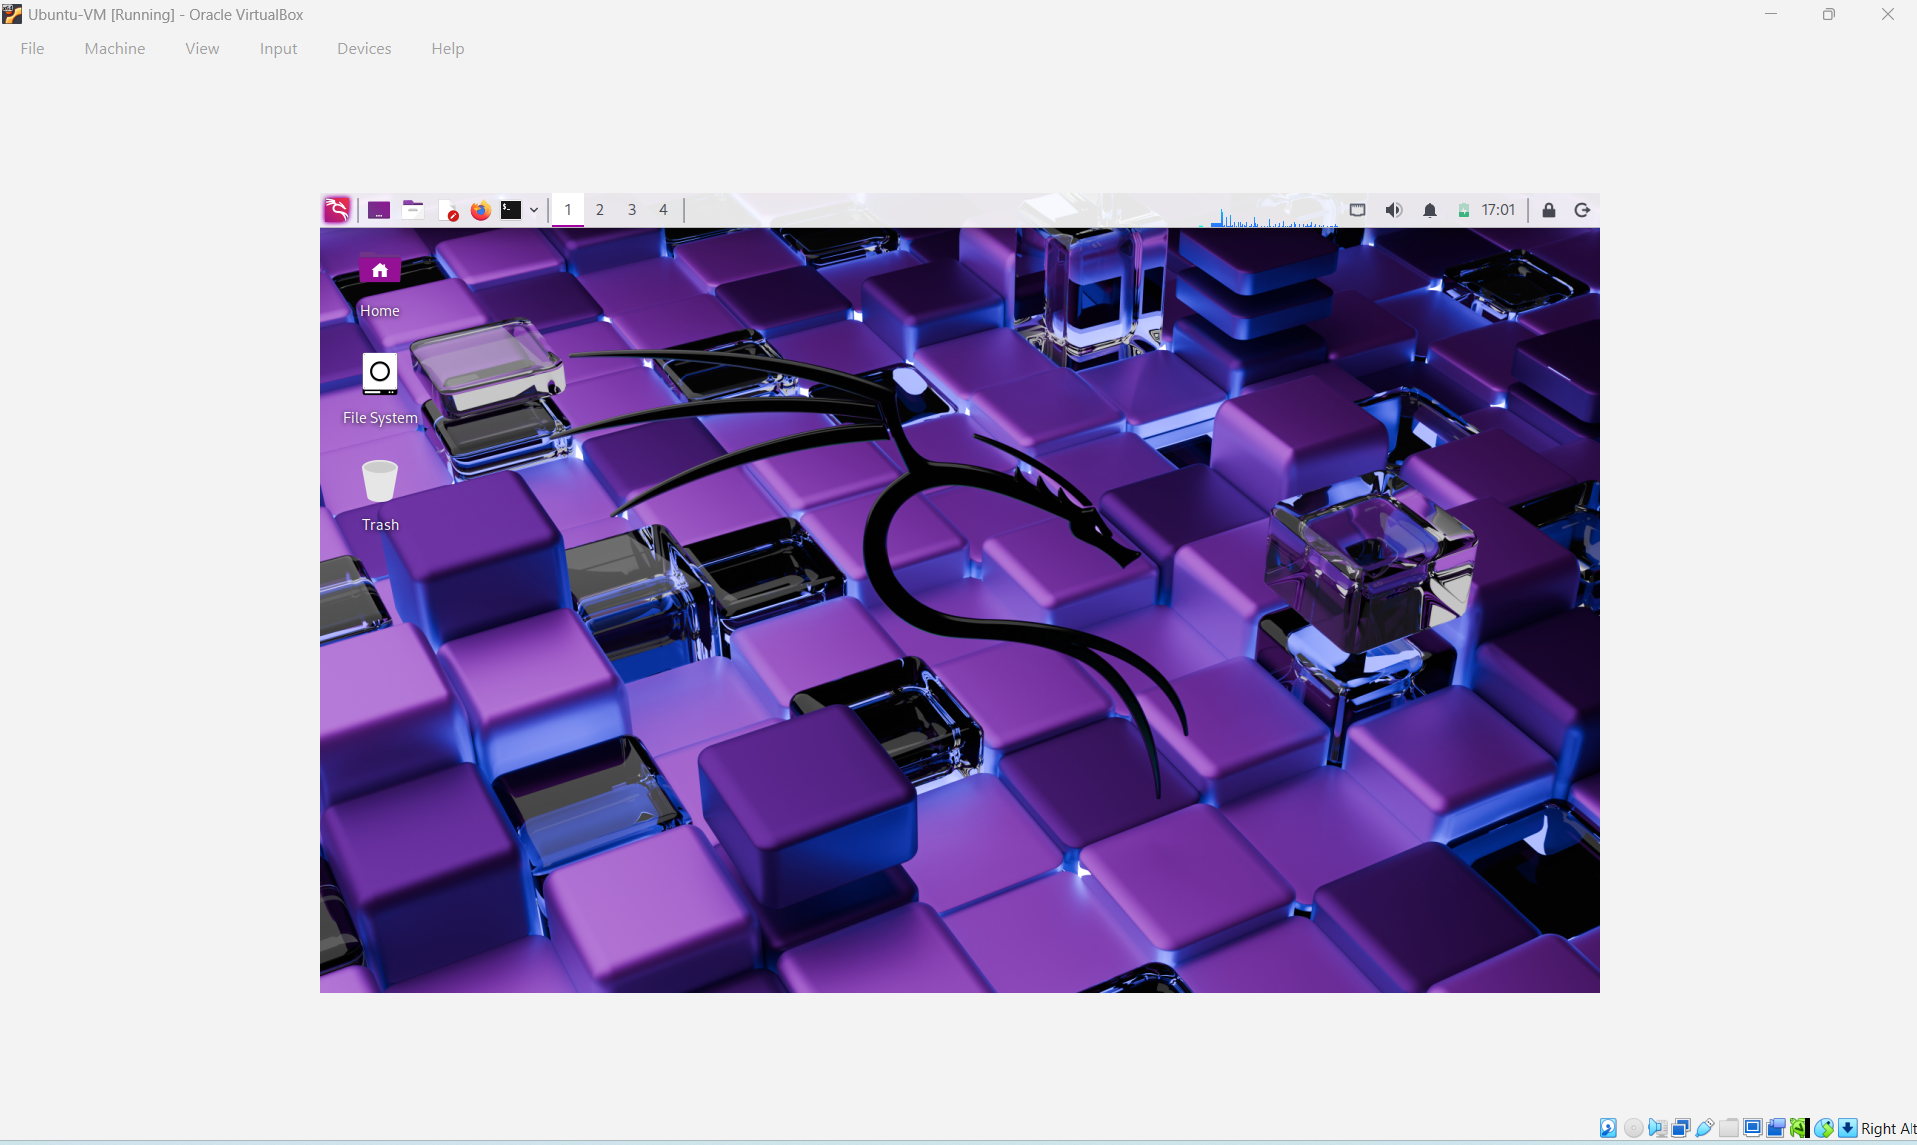 Ubuntu-VM [Running] - Oracle VirtualBox
File Machine View Input Devices Help
1 2 3 4 17:01
Home
File System
Trash
Right Alt